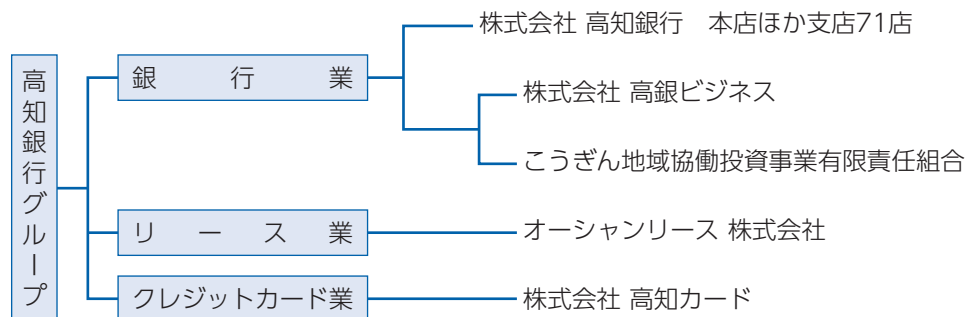 高知銀行グループ
銀行業
株式会社 高知銀行　本店ほか支店71店
株式会社 高銀ビジネス
こうぎん地域協働投資事業有限責任組合
リース業
オーシャンリース 株式会社
クレジットカード業
株式会社 高知カード